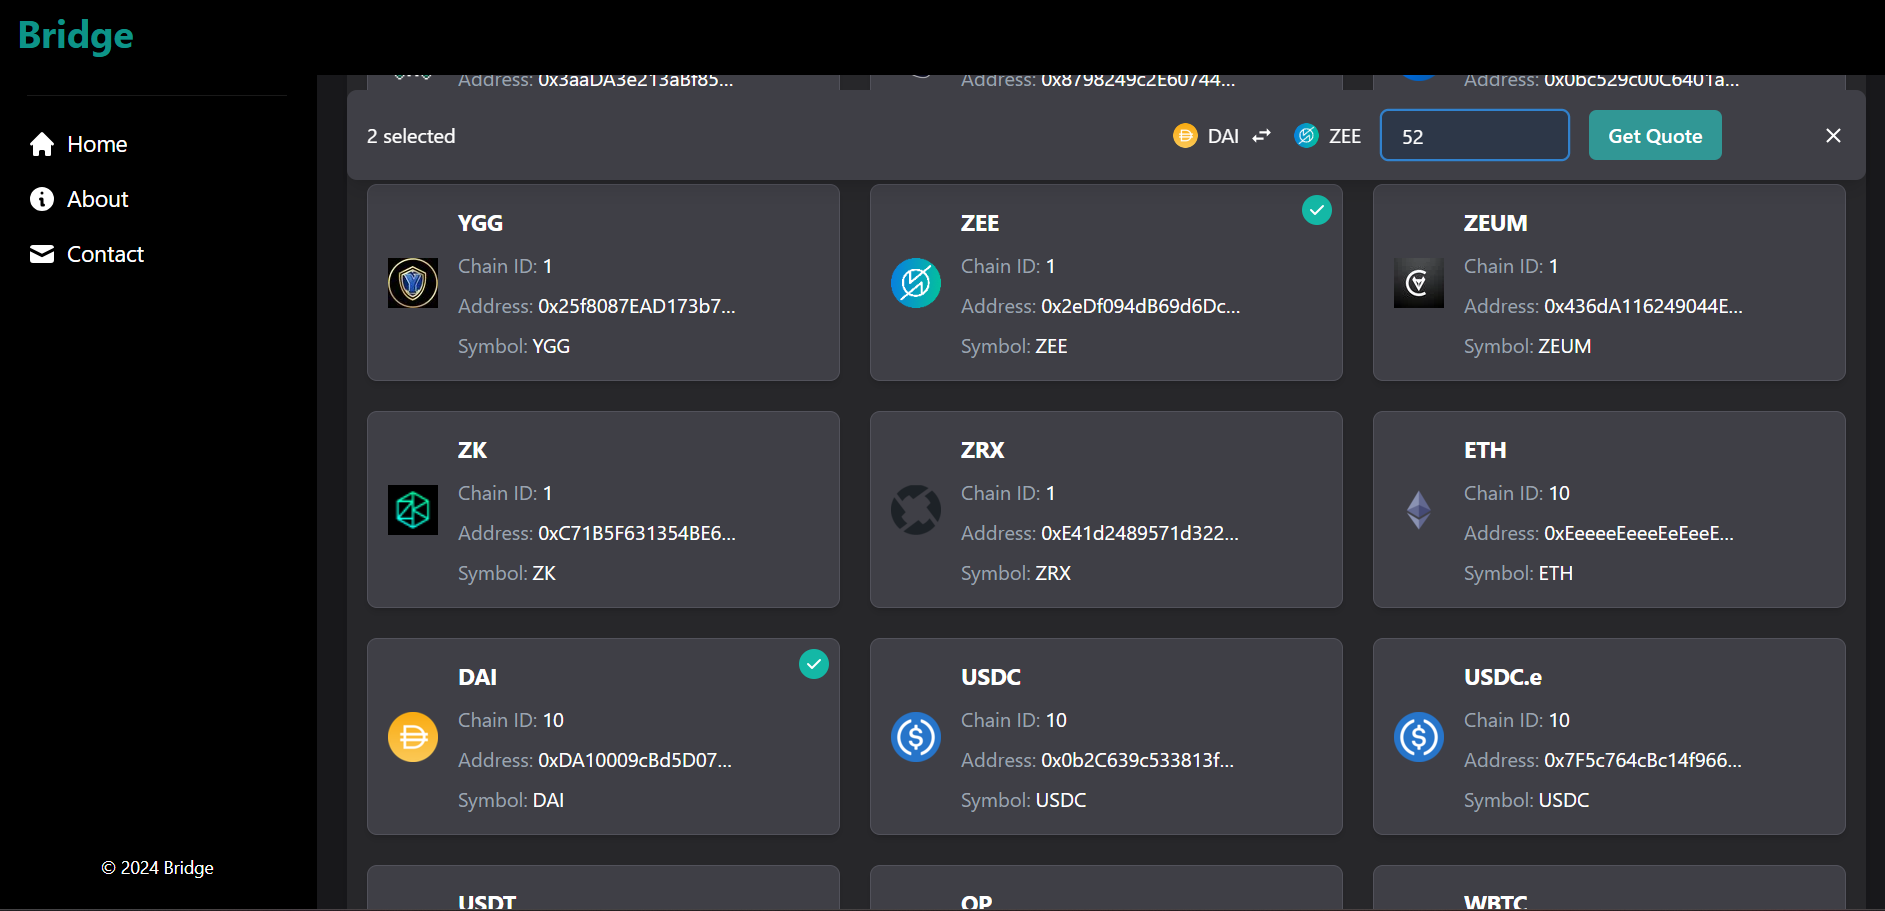 Bridge
Home
About
Contact
© 2024 Bridge
Address: 0x3aaDA3e213aBf85...
Address: 0x8798249c2E60744...
Address: 0x0bc529c00C6401a...
2 selected
DAI
ZEE
52
Get Quote
YGG
Chain ID: 1
Address: 0x25f8087EAD173b7...
Symbol: YGG
ZEE
Chain ID: 1
Address: 0x2eDf094dB69d6Dc...
Symbol: ZEE
ZEUM
Chain ID: 1
Address: 0x436dA116249044E...
Symbol: ZEUM
ZK
Chain ID: 1
Address: 0xC71B5F631354BE6...
Symbol: ZK
ZRX
Chain ID: 1
Address: 0xE41d2489571d322...
Symbol: ZRX
ETH
Chain ID: 10
Address: 0xEeeeeEeeeEeEeeE...
Symbol: ETH
DAI
Chain ID: 10
Address: 0xDA10009cBd5D07...
Symbol: DAI
USDC
Chain ID: 10
Address: 0x0b2C639c533813f...
Symbol: USDC
USDC.e
Chain ID: 10
Address: 0x7F5c764cBc14f966...
Symbol: USDC
USDT
OP
WBTC